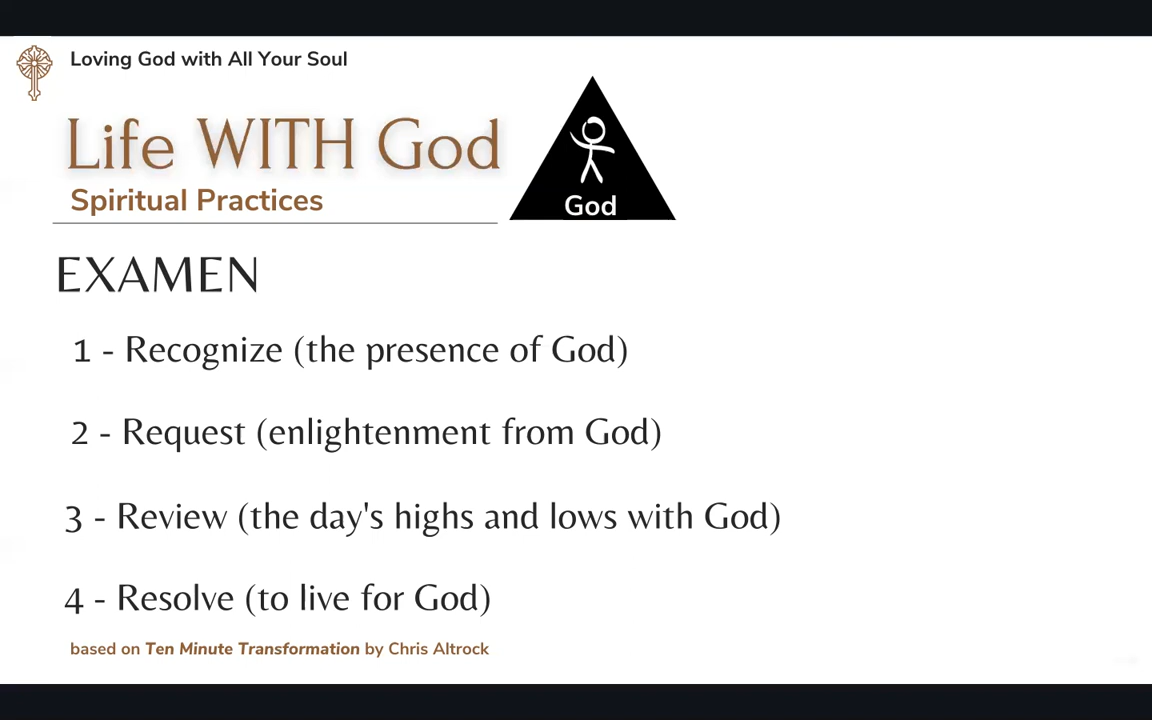 Loving God with All Your Soul
Life WITH God
Spiritual Practices
God
EXAMEN
1 - Recognize (the presence of God)
2 - Request (enlightenment from God)
3 - Review (the day's highs and lows with God)
4 - Resolve (to live for God)
based on Ten Minute Transformation by Chris Altrock